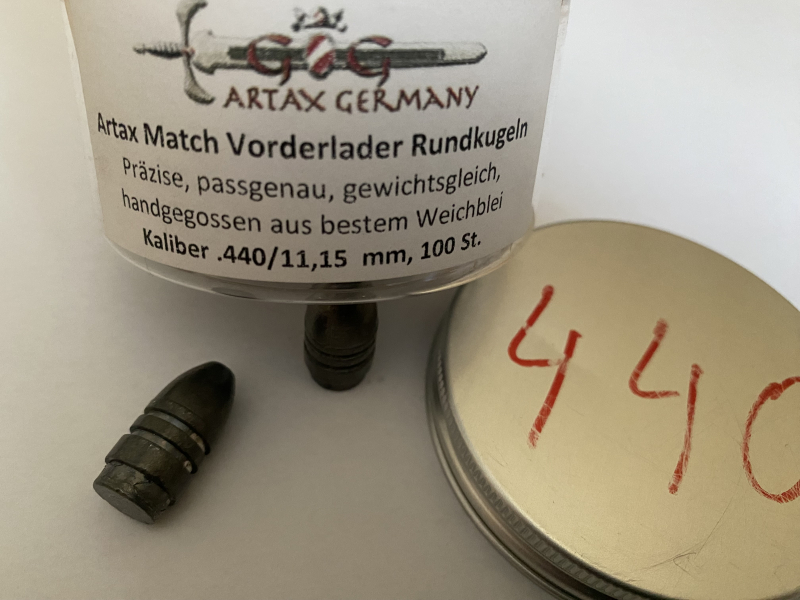 G G
ARTAX GERMANY
Artax Match Vorderlader Rundkugeln
Präzise, passgenau, gewichtsgleich,
handgegossen aus bestem Weichblei
Kaliber .440/11,15 mm, 100 St.
440